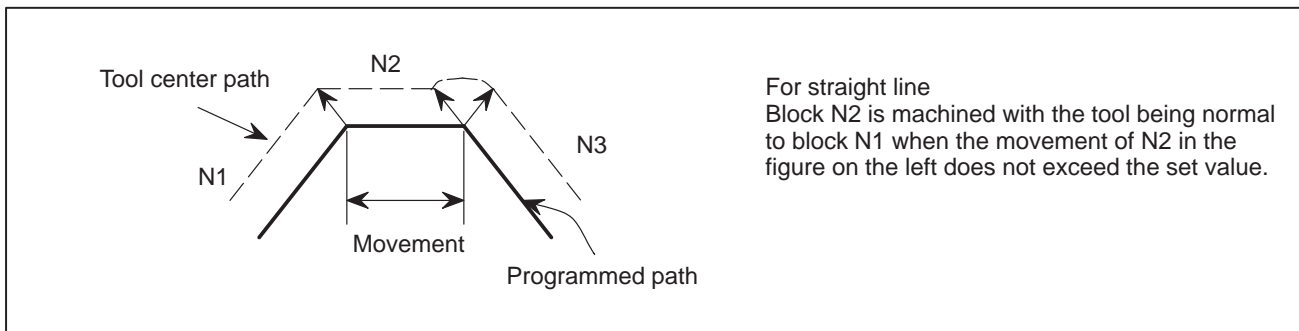 Tool center path
N2
N1
N3
Movement
Programmed path
For straight line
Block N2 is machined with the tool being normal
to block N1 when the movement of N2 in the
figure on the left does not exceed the set value.